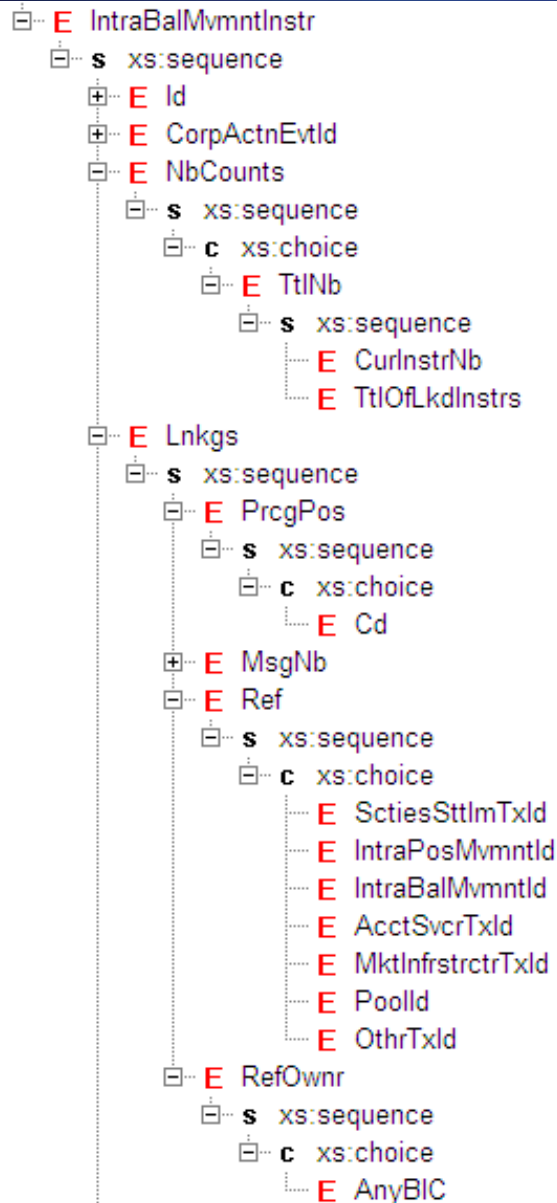 E IntraBalMvmntInstr
s xs:sequence
E Id
E CorpActnEvtId
E NbCounts
s xs:sequence
c xs:choice
E TtlNb
s xs:sequence
E CurInstrNb
E TtlOfLkdInstrs
E Lnkgs
s xs:sequence
E PrcgPos
s xs:sequence
c xs:choice
E Cd
E MsgNb
E Ref
s xs:sequence
c xs:choice
E SctiesSttlmTxId
E IntraPosMvmntId
E IntraBalMvmntId
E AcctSvcrTxId
E MktInfrstrctrTxId
E PoolId
E OthrTxId
E RefOwnr
s xs:sequence
c xs:choice
E AnyBIC